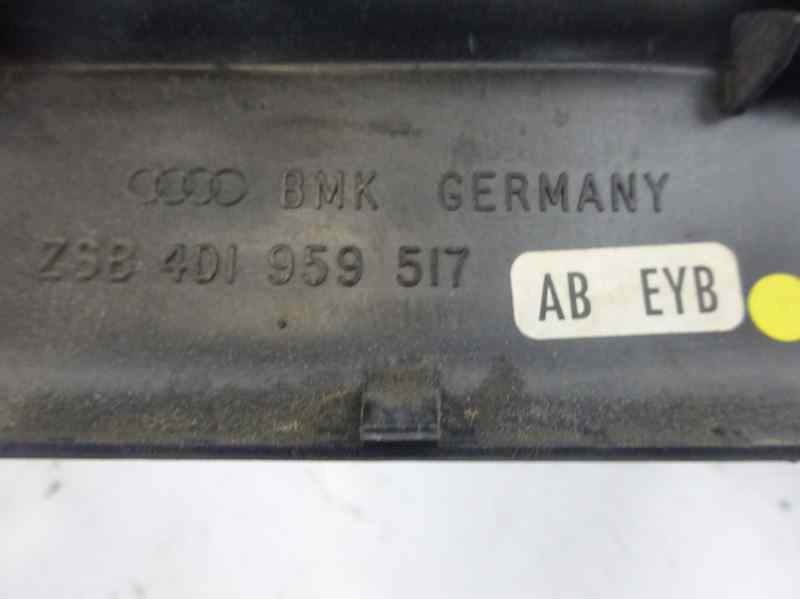 BMK GERMANY
ZSB 4D1 959 517
AB EYB